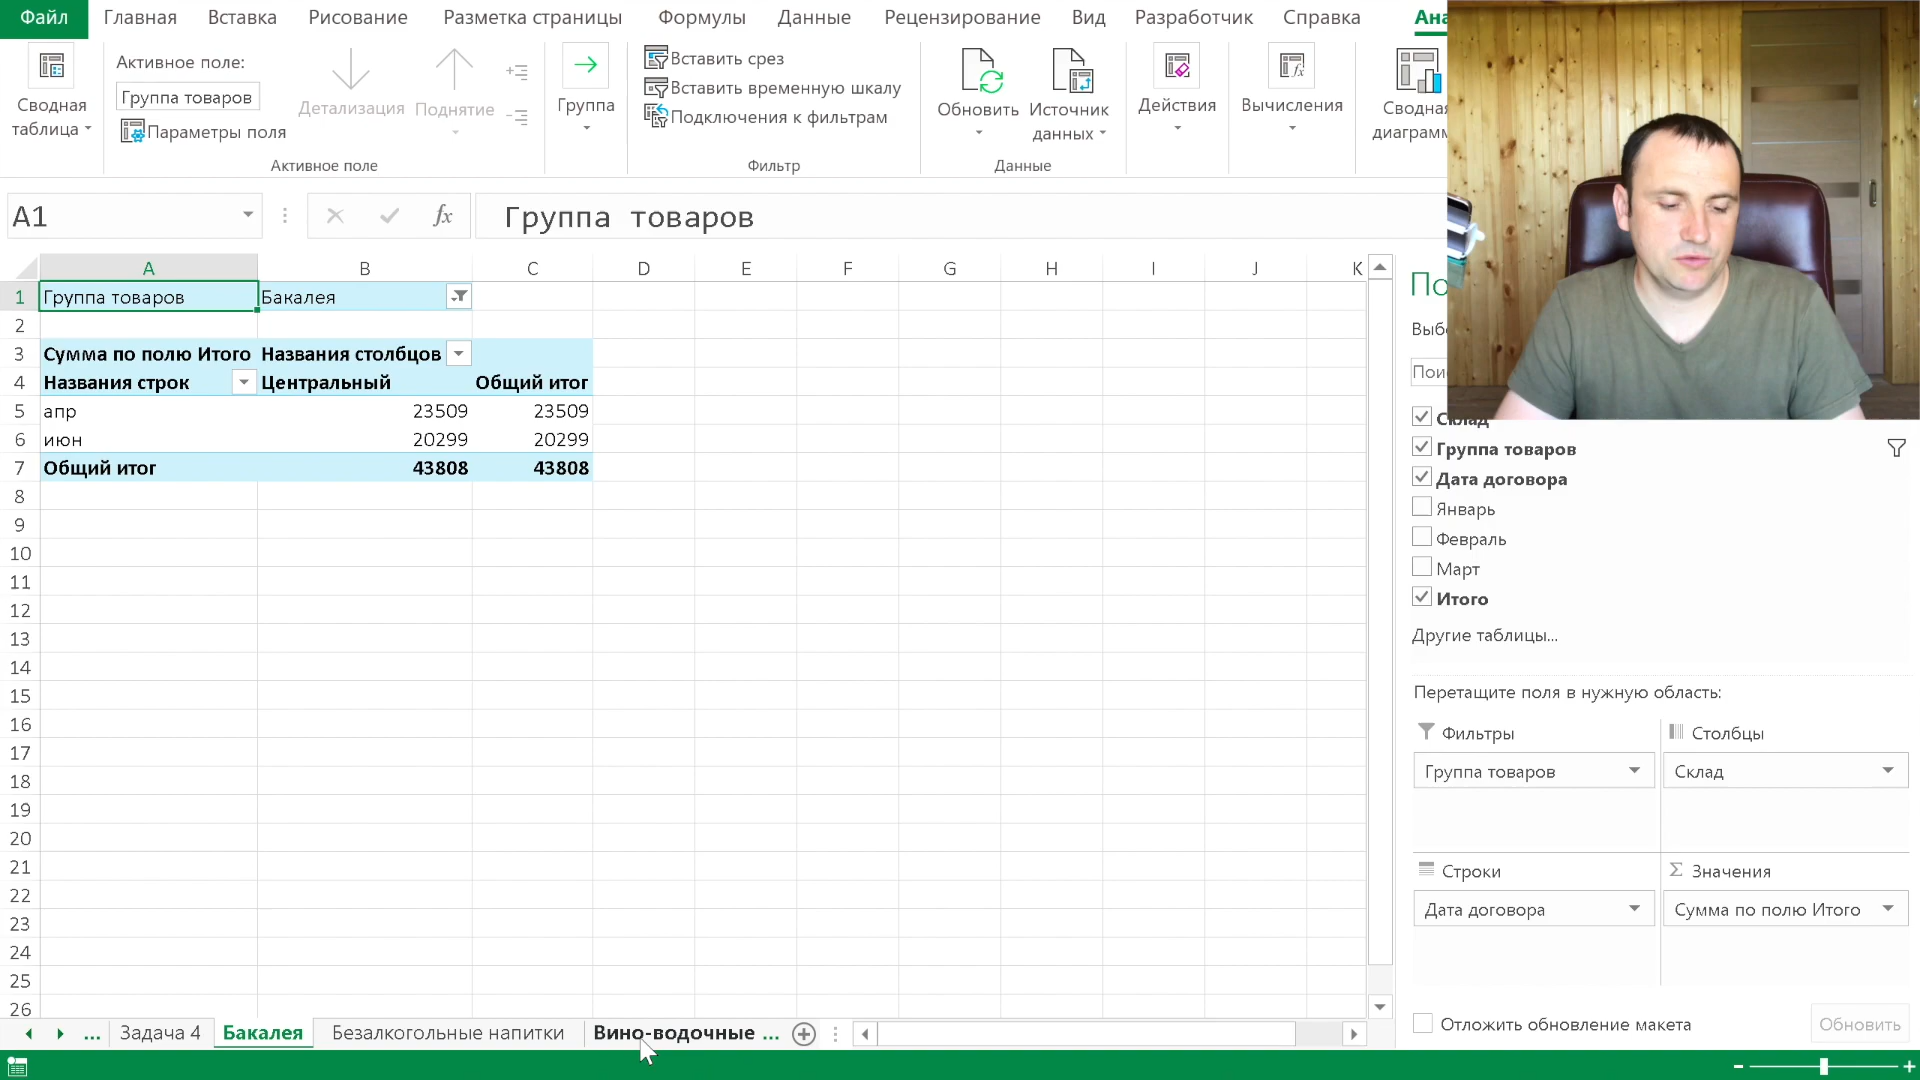 Файл Главная Вставка Рисование Разметка страницы Формулы Данные Рецензирование Вид Разработчик Справка
Сводная таблица
Активное поле:
Группа товаров
Параметры поля
Детализация
Поднятие
Активное поле
Группа
Вставить срез
Вставить временную шкалу
Подключения к фильтрам
Фильтр
Обновить
Источник данных
Данные
Действия
Вычисления
A1 fx Группа товаров
A B C D E F G H I J K
1 Группа товаров Бакалея
2
3 Сумма по полю Итого Названия столбцов
4 Названия строк Центральный Общий итог
5 апр 23509 23509
6 июн 20299 20299
7 Общий итог 43808 43808
8
9
10
11
12
13
14
15
16
17
18
19
20
21
22
23
24
25
26
Склад
Группа товаров
Дата договора
Январь
Февраль
Март
Итого
Другие таблицы...
Перетащите поля в нужную область:
Фильтры
Группа товаров
Столбцы
Склад
Строки
Дата договора
Σ Значения
Сумма по полю Итого
Отложить обновление макета Обновить
... Задача 4 Бакалея Безалкогольные напитки Вино-водочные ...